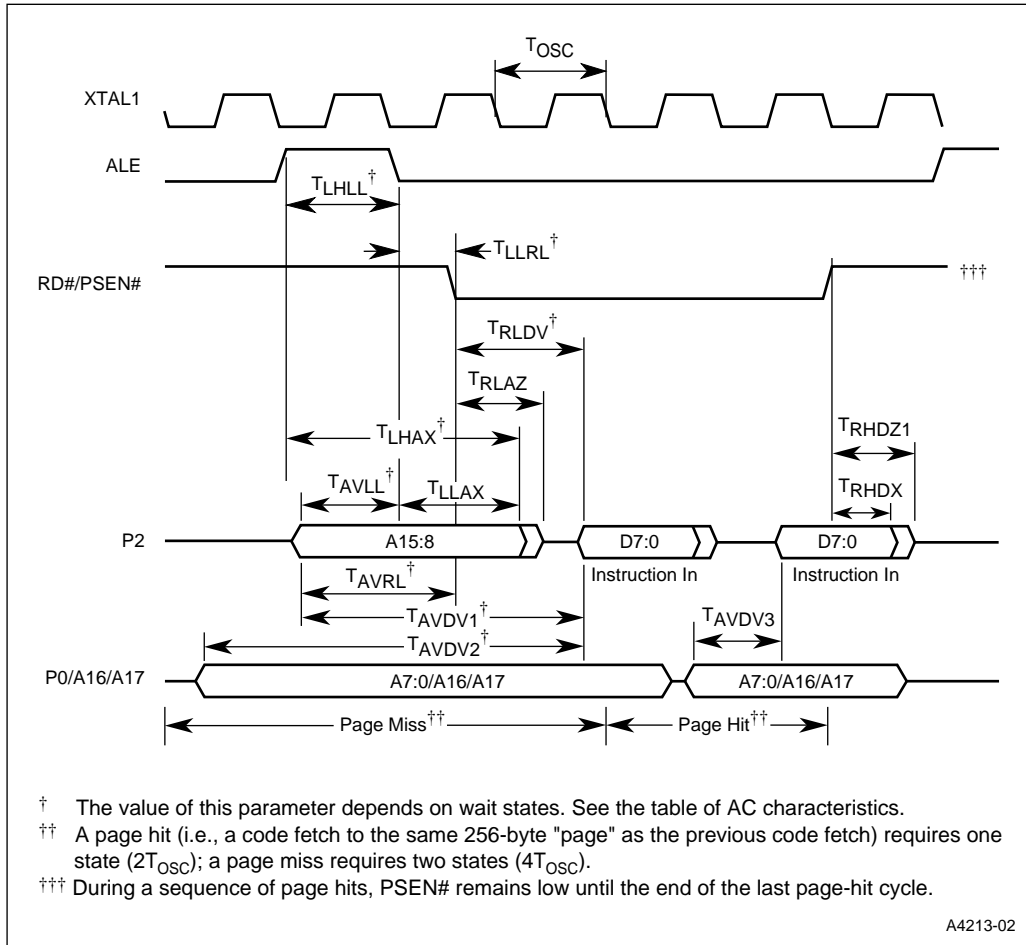 TOSC
XTAL1
ALE
TLHLL†
TLLRL†
RD#/PSEN#
†††
TRLDV†
TRLAZ
TLHAX†
TRHDZ1
TAVLL†
TLLAX
TRHDX
P2
A15:8
D7:0
D7:0
Instruction In
Instruction In
TAVRL†
TAVDV1†
TAVDV3
TAVDV2†
P0/A16/A17
A7:0/A16/A17
A7:0/A16/A17
Page Miss††
Page Hit††
† The value of this parameter depends on wait states. See the table of AC characteristics.
†† A page hit (i.e., a code fetch to the same 256-byte "page" as the previous code fetch) requires one
state (2TOSC); a page miss requires two states (4TOSC).
††† During a sequence of page hits, PSEN# remains low until the end of the last page-hit cycle.
A4213-02